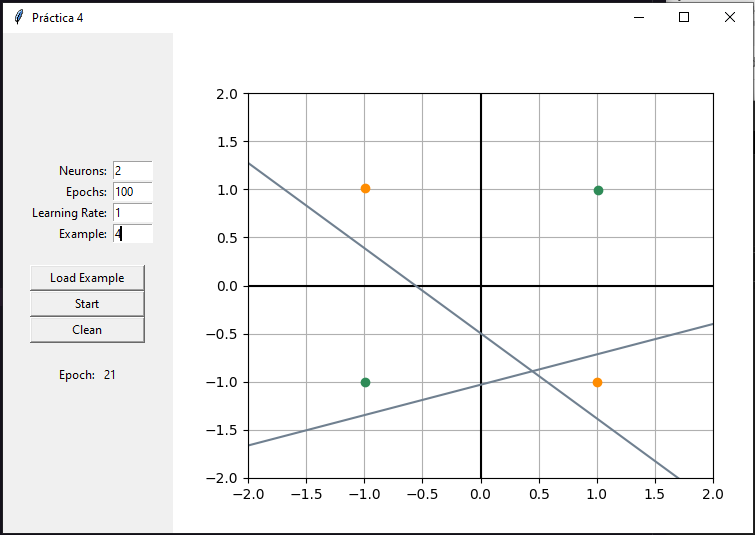 Práctica 4
Neurons: 2
Epochs: 100
Learning Rate: 1
Example: 4
Load Example
Start
Clean
Epoch: 21
2.0
1.5
1.0
0.5
0.0
−0.5
−1.0
−1.5
−2.0
−2.0 −1.5 −1.0 −0.5 0.0 0.5 1.0 1.5 2.0